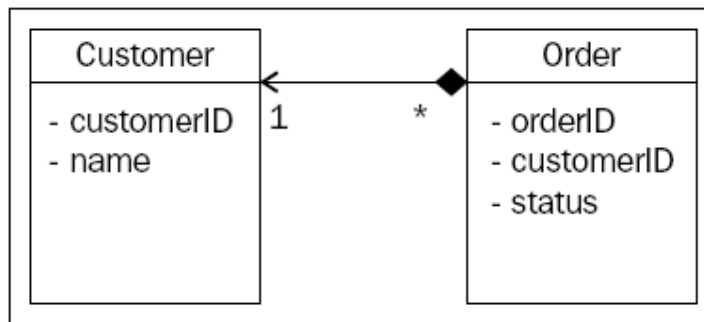 Customer
- customerID
- name
1
*
Order
- orderID
- customerID
- status